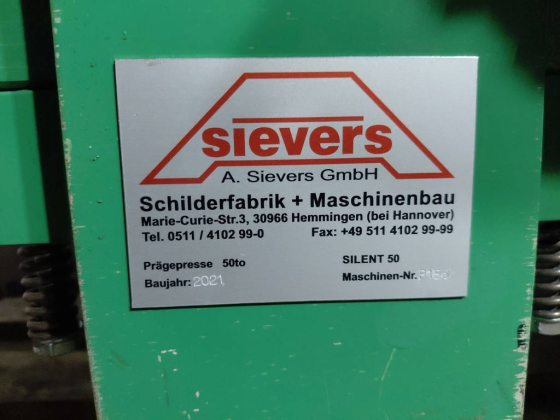 sievers
A. Sievers GmbH
Schilderfabrik + Maschinenbau
Marie-Curie-Str.3, 30966 Hemmingen (bei Hannover)
Tel. 0511 / 4102 99-0 Fax: +49 511 4102 99-99
Prägepresse 50to SILENT 50
Baujahr: 2021 Maschinen-Nr.